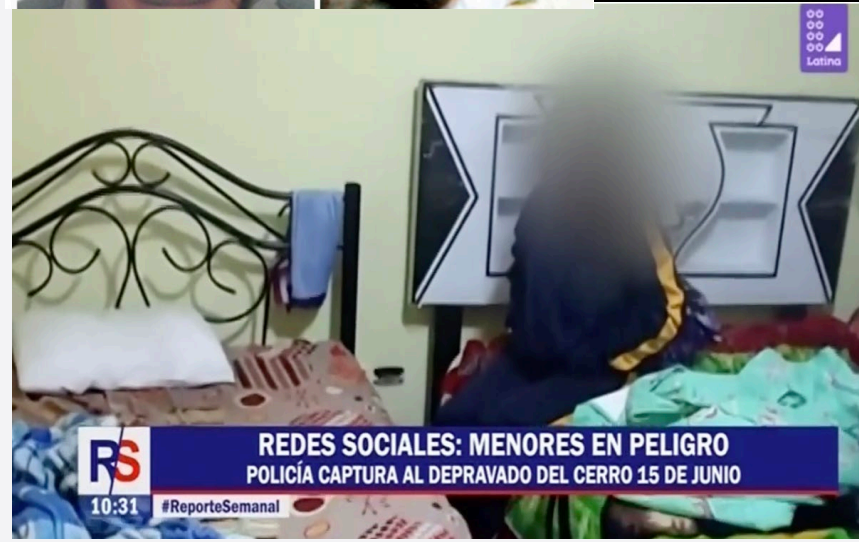 Latina
REDES SOCIALES: MENORES EN PELIGRO
RS
POLICÍA CAPTURA AL DEPRAVADO DEL CERRO 15 DE JUNIO
10:31
#ReporteSemanal